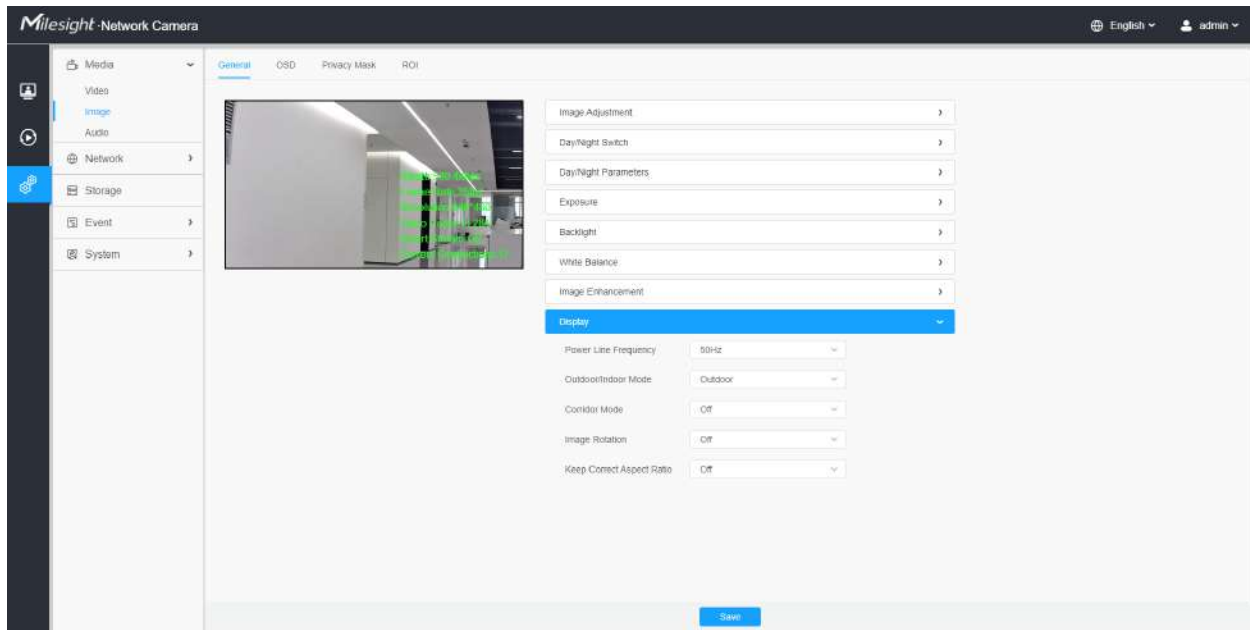 Milesight · Network Camera
English
admin
Media
Video
Image
Audio
Network
Storage
Event
System
General OSD Privacy Mask ROI
Image Adjustment
Day/Night Switch
Day/Night Parameters
Exposure
Backlight
White Balance
Image Enhancement
Display
Power Line Frequency 50Hz
Outdoor/Indoor Mode Outdoor
Corridor Mode Off
Image Rotation Off
Keep Correct Aspect Ratio Off
Save